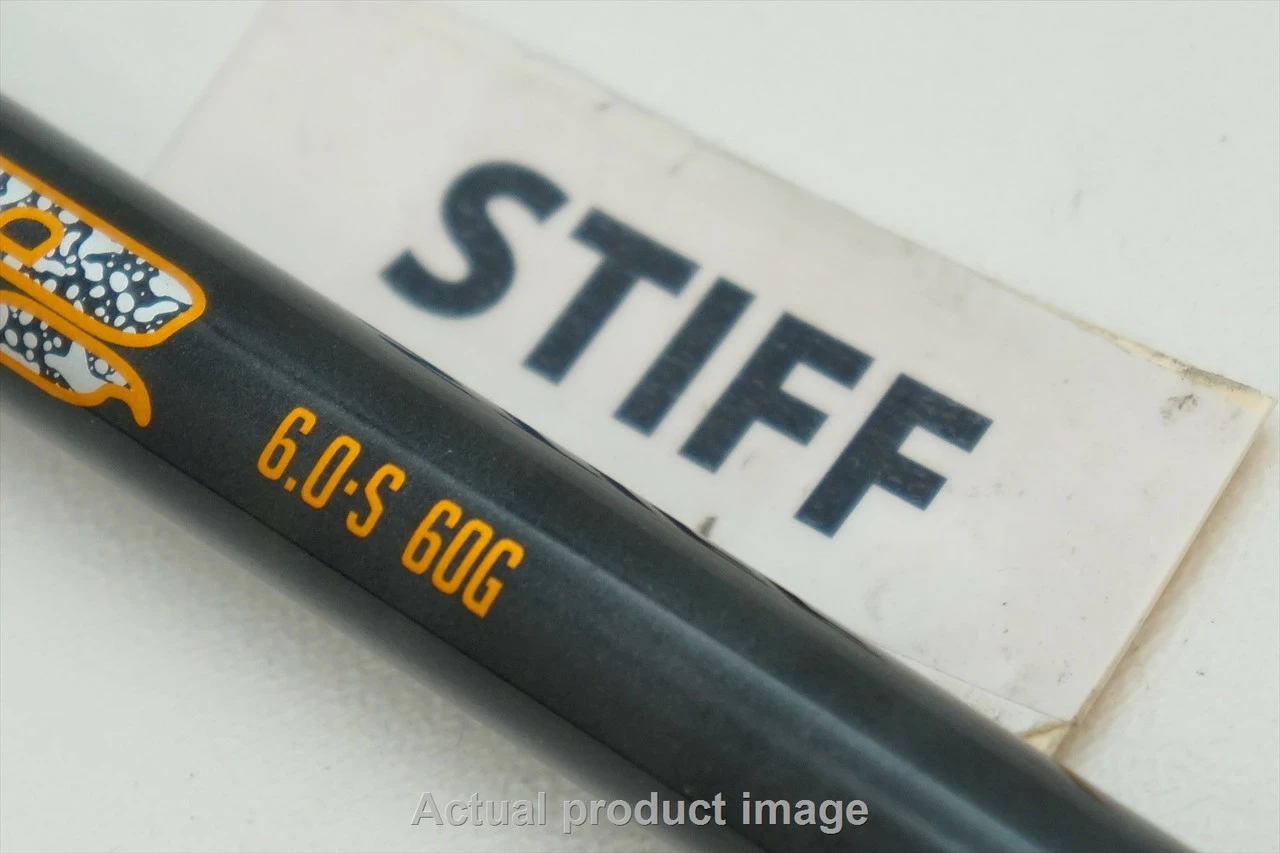 STIFF
6.0·S 60G
Actual product image